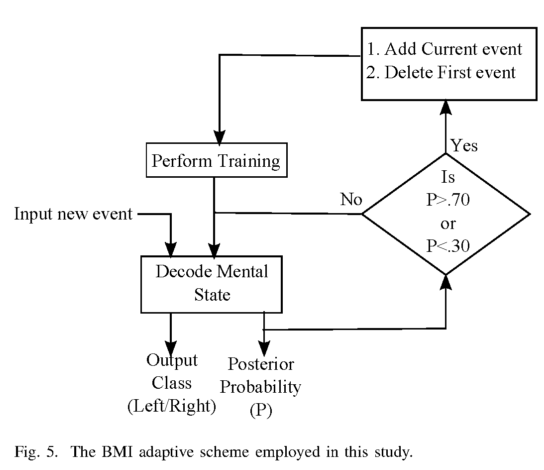 1. Add Current event
2. Delete First event
Yes
Perform Training
Is
P>.70
or
P<.30
No
Input new event
Decode Mental
State
Output
Class
(Left/Right)
Posterior
Probability
(P)
Fig. 5. The BMI adaptive scheme employed in this study.